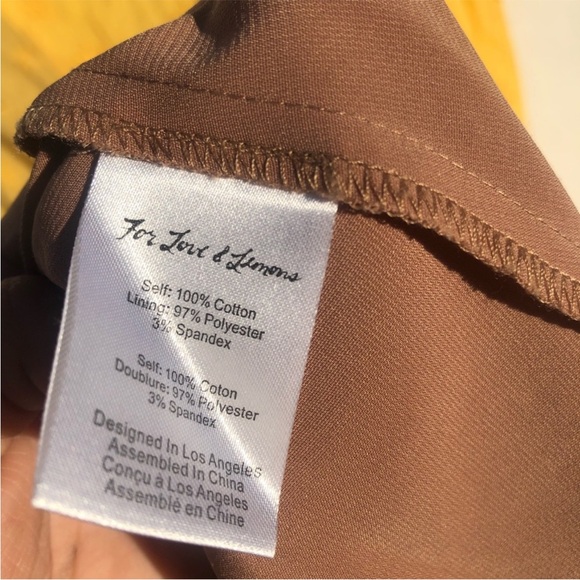 For Love & Lemons
Self: 100% Cotton
Lining: 97% Polyester
3% Spandex
Self: 100% Coton
Doublure: 97% Polyester
3% Spandex
Designed In Los Angeles
Assembled In China
Conçu à Los Angeles
Assemblé en Chine